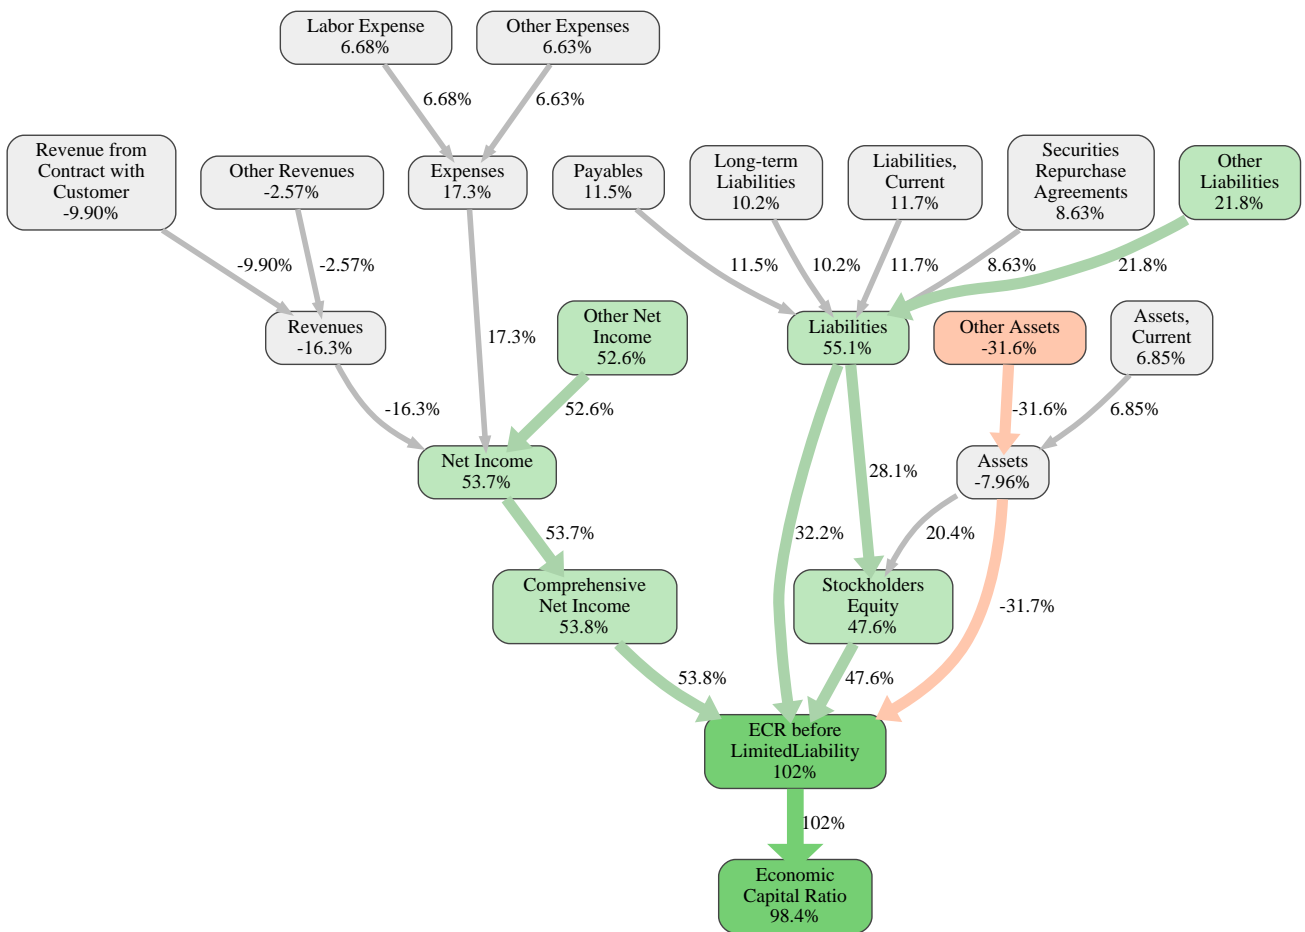 Labor Expense
6.68%
Other Expenses
6.63%
6.68%
6.63%
Revenue from
Contract with
Customer
-9.90%
Other Revenues
-2.57%
Expenses
17.3%
Payables
11.5%
Long-term
Liabilities
10.2%
Liabilities,
Current
11.7%
Securities
Repurchase
Agreements
8.63%
Other
Liabilities
21.8%
-9.90%
-2.57%
11.5%
10.2%
11.7%
8.63%
21.8%
Revenues
-16.3%
17.3%
Other Net
Income
52.6%
Liabilities
55.1%
Other Assets
-31.6%
Assets,
Current
6.85%
-16.3%
52.6%
-31.6%
6.85%
Net Income
53.7%
28.1%
Assets
-7.96%
53.7%
32.2%
20.4%
Comprehensive
Net Income
53.8%
Stockholders
Equity
47.6%
-31.7%
53.8%
47.6%
ECR before
LimitedLiability
102%
102%
Economic
Capital Ratio
98.4%